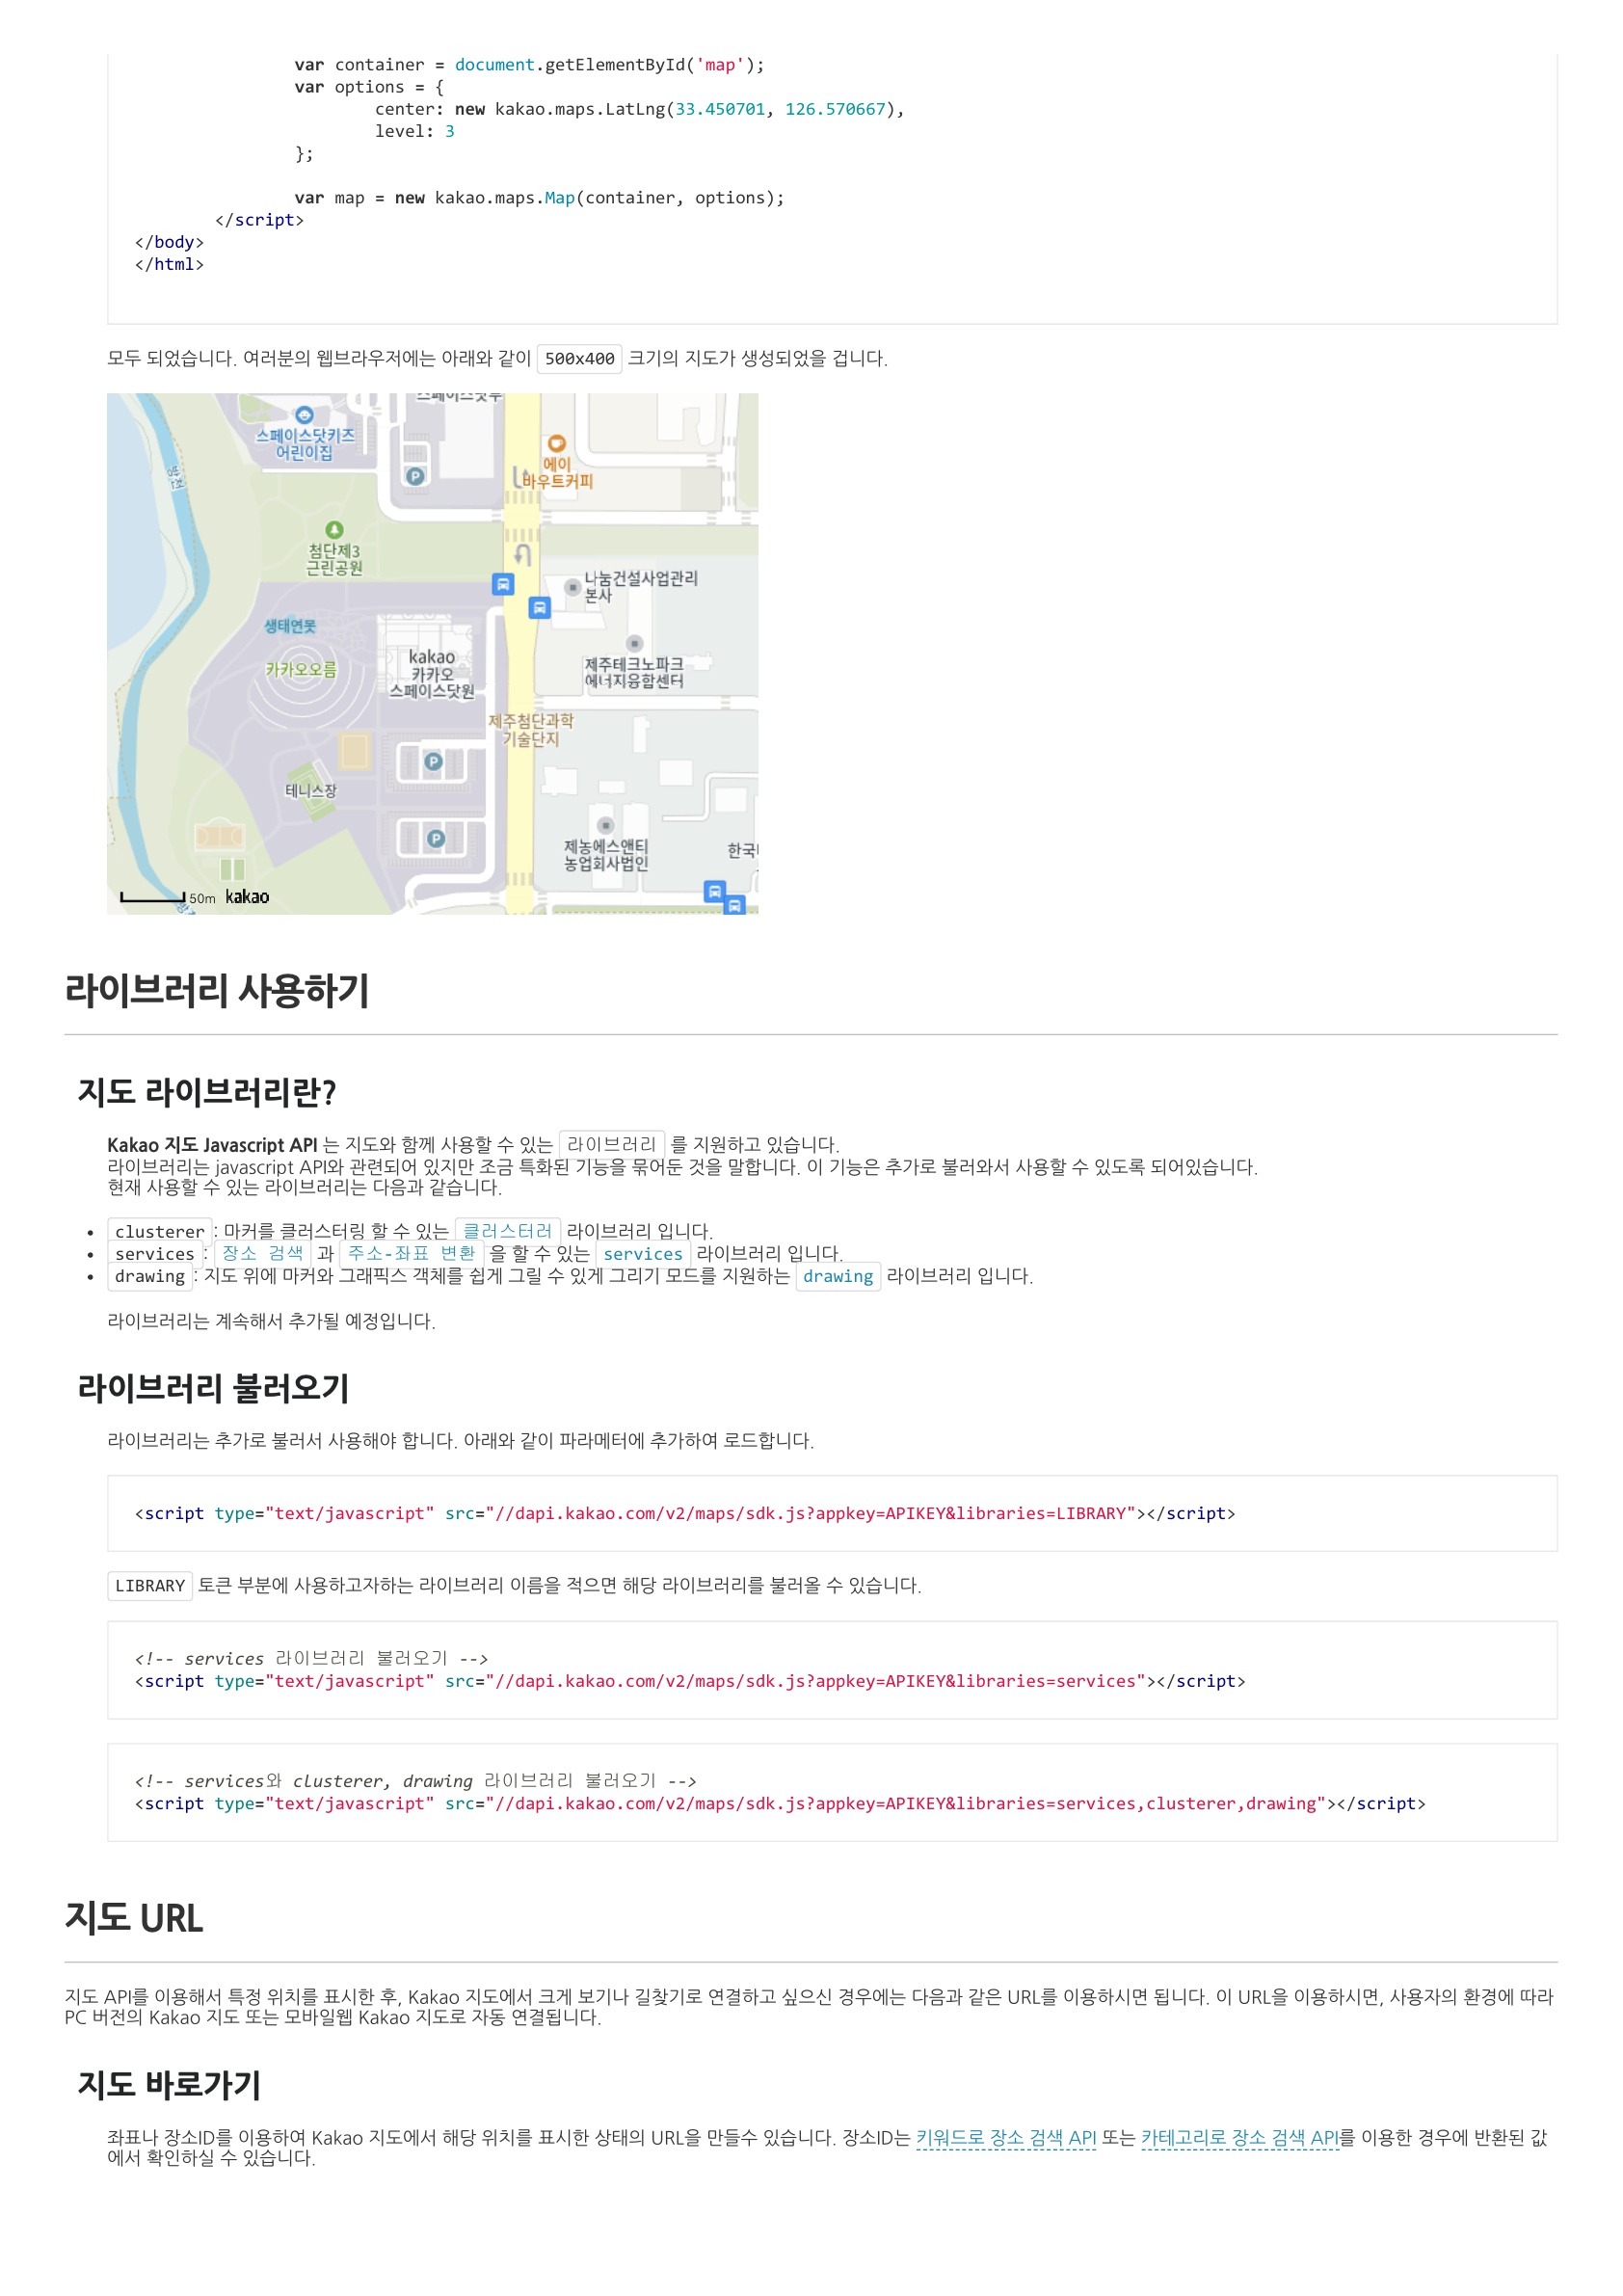 var container = document.getElementById('map');
var options = {
center: new kakao.maps.LatLng(33.450701, 126.570667),
level: 3
};
var map = new kakao.maps.Map(container, options);
</script>
</body>
</html>
모두 되었습니다. 여러분의 웹브라우저에는 아래와 같이 500x400 크기의 지도가 생성되었을 겁니다.
스페이스닷투
스페이스닷키즈
어린이집
방천
P
에이
바우트커피
첨단제3
근린공원
나눔건설사업관리
본사
생태연못
카카오오름
kakao
카카오
스페이스닷원
제주테크노파크
에너지융합센터
제주첨단과학
기술단지
P
테니스장
P
제농에스앤티
농업회사법인
한국
50m kakao
라이브러리 사용하기
지도 라이브러리란?
Kakao 지도 Javascript API 는 지도와 함께 사용할 수 있는 라이브러리 를 지원하고 있습니다.
라이브러리는 javascript API와 관련되어 있지만 조금 특화된 기능을 묶어둔 것을 말합니다. 이 기능은 추가로 불러와서 사용할 수 있도록 되어있습니다.
현재 사용할 수 있는 라이브러리는 다음과 같습니다.
• clusterer : 마커를 클러스터링 할 수 있는 클러스터러 라이브러리 입니다.
• services : 장소 검색 과 주소-좌표 변환 을 할 수 있는 services 라이브러리 입니다.
• drawing : 지도 위에 마커와 그래픽스 객체를 쉽게 그릴 수 있게 그리기 모드를 지원하는 drawing 라이브러리 입니다.
라이브러리는 계속해서 추가될 예정입니다.
라이브러리 불러오기
라이브러리는 추가로 불러서 사용해야 합니다. 아래와 같이 파라메터에 추가하여 로드합니다.
<script type="text/javascript" src="//dapi.kakao.com/v2/maps/sdk.js?appkey=APIKEY&libraries=LIBRARY"></script>
LIBRARY 토큰 부분에 사용하고자하는 라이브러리 이름을 적으면 해당 라이브러리를 불러올 수 있습니다.
<!-- services 라이브러리 불러오기 -->
<script type="text/javascript" src="//dapi.kakao.com/v2/maps/sdk.js?appkey=APIKEY&libraries=services"></script>
<!-- services와 clusterer, drawing 라이브러리 불러오기 -->
<script type="text/javascript" src="//dapi.kakao.com/v2/maps/sdk.js?appkey=APIKEY&libraries=services,clusterer,drawing"></script>
지도 URL
지도 API를 이용해서 특정 위치를 표시한 후, Kakao 지도에서 크게 보기나 길찾기로 연결하고 싶으신 경우에는 다음과 같은 URL를 이용하시면 됩니다. 이 URL을 이용하시면, 사용자의 환경에 따라
PC 버전의 Kakao 지도 또는 모바일웹 Kakao 지도로 자동 연결됩니다.
지도 바로가기
좌표나 장소ID를 이용하여 Kakao 지도에서 해당 위치를 표시한 상태의 URL을 만들수 있습니다. 장소ID는 키워드로 장소 검색 API 또는 카테고리로 장소 검색 API를 이용한 경우에 반환된 값
에서 확인하실 수 있습니다.